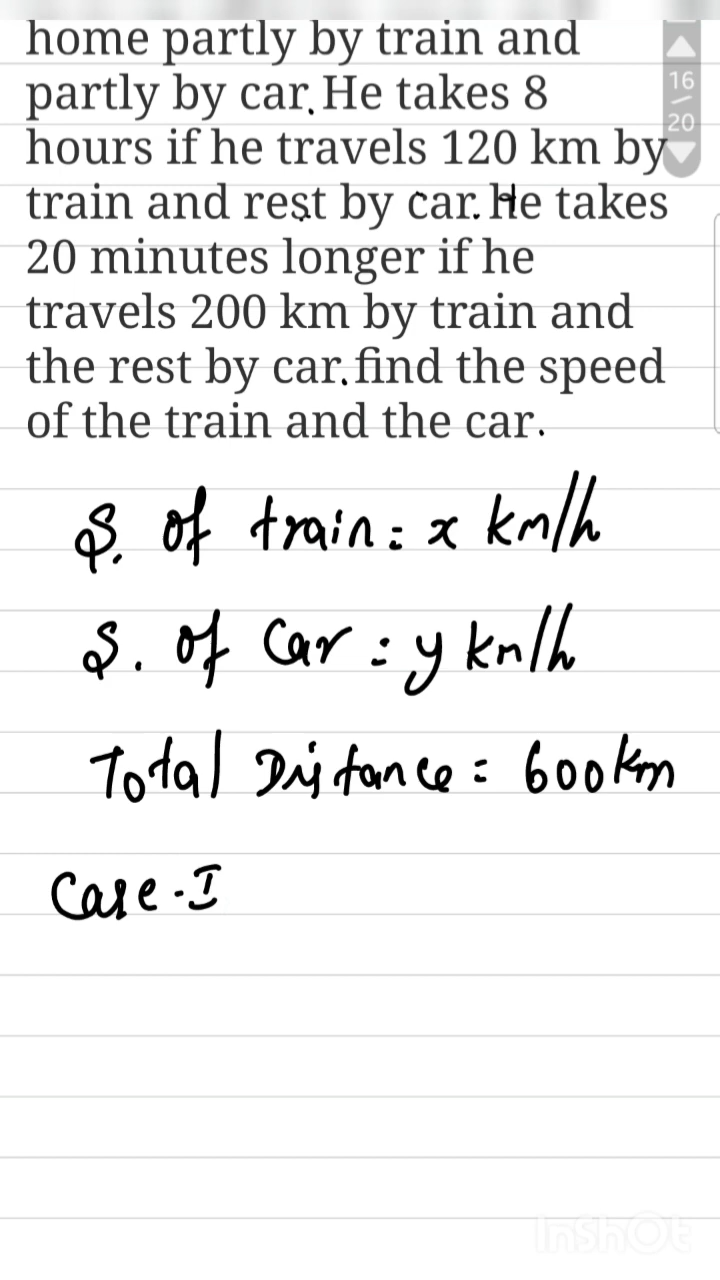 home partly by train and
16
partly by car. He takes 8
20
hours if he travels 120 km by
train and rest by car. He takes
20 minutes longer if he
travels 200 km by train and
the rest by car. find the speed
of the train and the car.
S. of train = x km/h
S. of Car = y km/h
Total Distance = 600 km
Case - I
InShOt